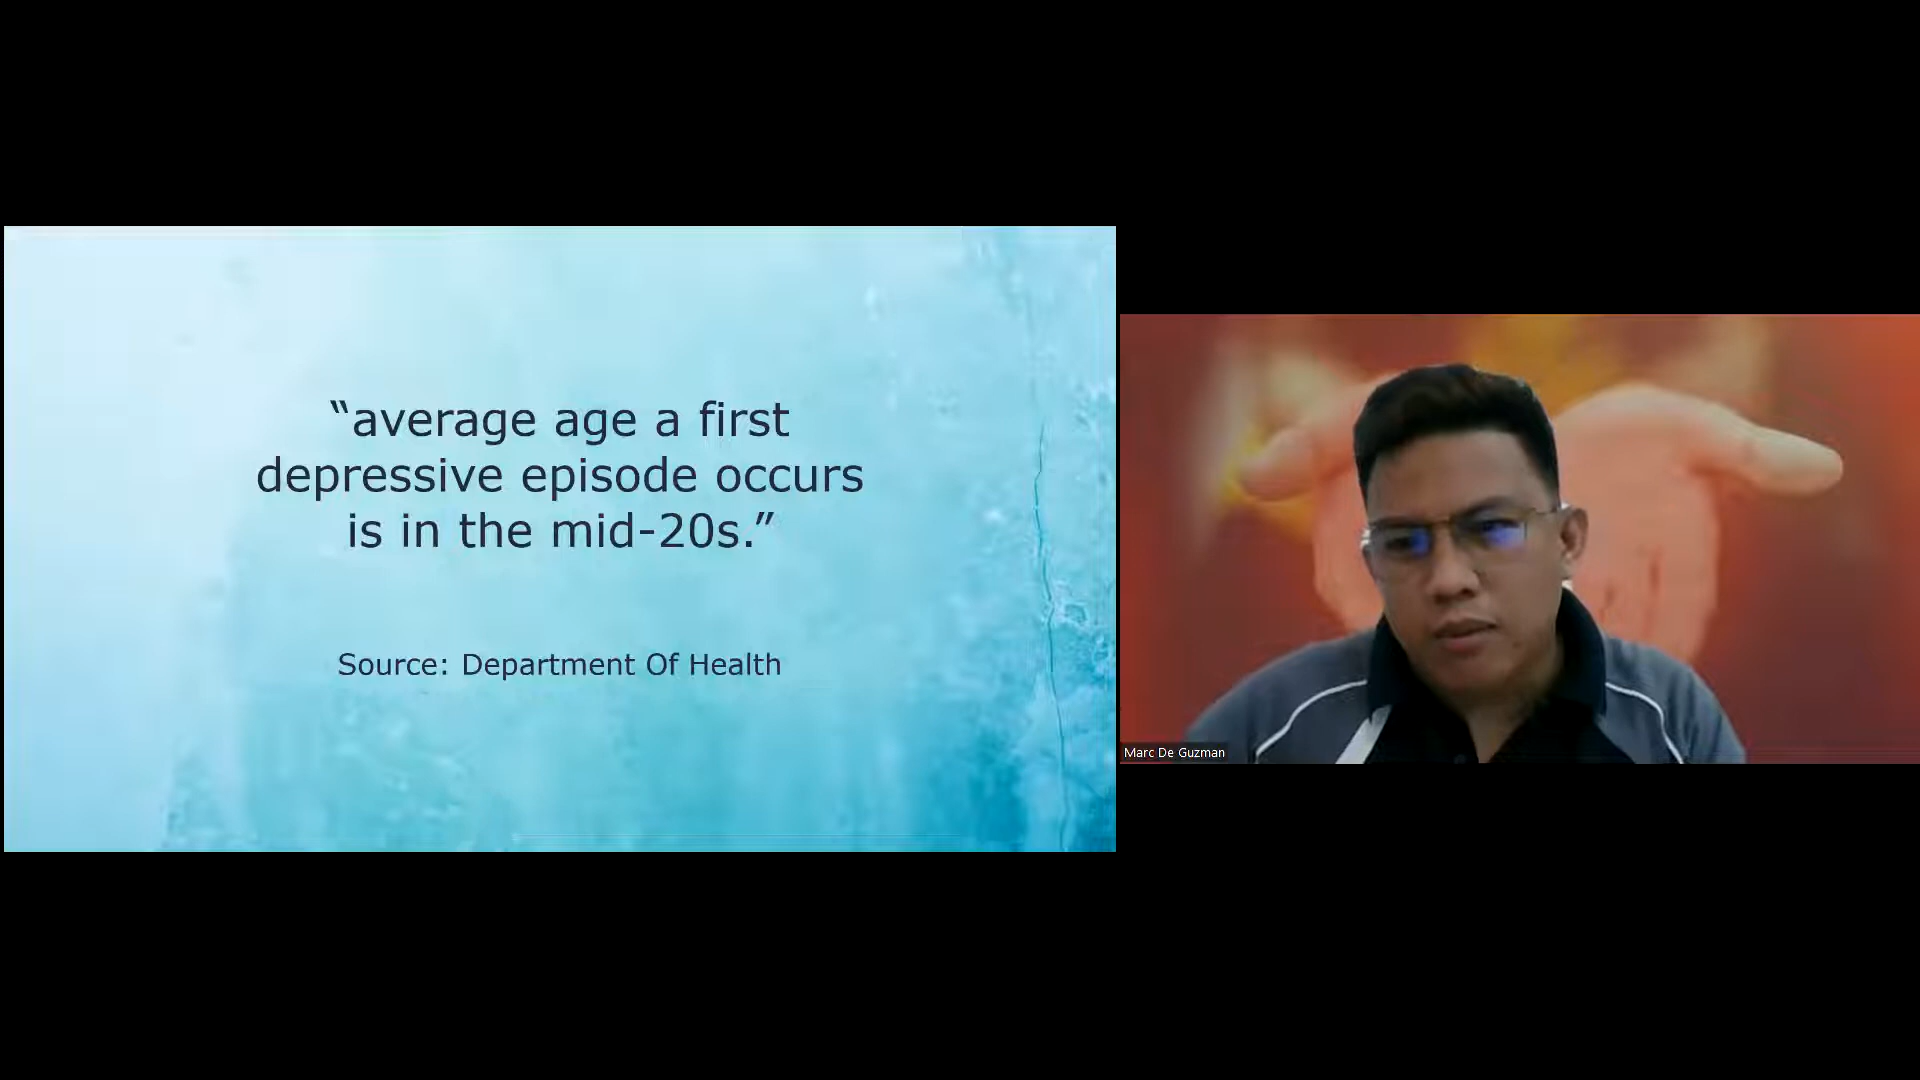 “average age a first
depressive episode occurs
is in the mid-20s.”
Source: Department Of Health
Marc De Guzman